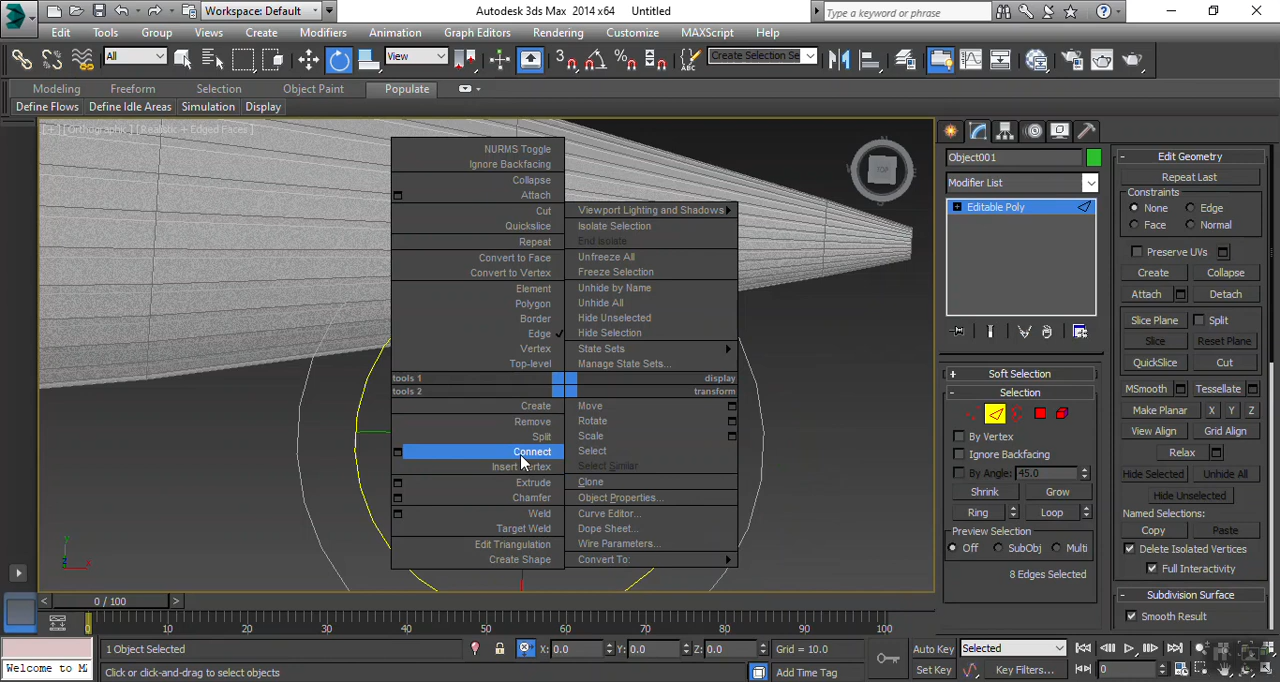 Workspace: Default
Autodesk 3ds Max 2014 x64 Untitled
Type a keyword or phrase
Edit Tools Group Views Create Modifiers Animation Graph Editors Rendering Customize MAXScript Help
All
View
3
Create Selection Se
Modeling Freeform Selection Object Paint Populate
Define Flows Define Idle Areas Simulation Display
[+] [Orthographic] [Realistic + Edged Faces]
N
TOP
NURMS Toggle
Ignore Backfacing
Collapse
Attach
Cut
Quickslice
Repeat
Convert to Face
Convert to Vertex
Element
Polygon
Border
Edge
Vertex
Top-level
tools 1
tools 2
Create
Remove
Split
Connect
Insert Vertex
Extrude
Chamfer
Weld
Target Weld
Edit Triangulation
Create Shape
Viewport Lighting and Shadows
Isolate Selection
End Isolate
Unfreeze All
Freeze Selection
Unhide by Name
Unhide All
Hide Unselected
Hide Selection
State Sets
Manage State Sets...
display
transform
Move
Rotate
Scale
Select
Select Similar
Clone
Object Properties...
Curve Editor...
Dope Sheet...
Wire Parameters...
Convert To:
y
z
x
Object001
Modifier List
Editable Poly
Soft Selection
Selection
By Vertex
Ignore Backfacing
By Angle: 45.0
Shrink Grow
Ring Loop
Preview Selection
Off SubObj Multi
8 Edges Selected
Edit Geometry
Repeat Last
Constraints
None Edge
Face Normal
Preserve UVs
Create Collapse
Attach Detach
Slice Plane Split
Slice Reset Plane
QuickSlice Cut
MSmooth Tessellate
Make Planar X Y Z
View Align Grid Align
Relax
Hide Selected Unhide All
Hide Unselected
Named Selections:
Copy Paste
Delete Isolated Vertices
Full Interactivity
Subdivision Surface
Smooth Result
0 / 100
0 10 20 30 40 50 60 70 80 90 100
1 Object Selected
X: 0.0 Y: 0.0 Z: 0.0
Grid = 10.0
Auto Key Selected
Welcome to M
Click or click-and-drag to select objects
Add Time Tag
Set Key Key Filters... 0